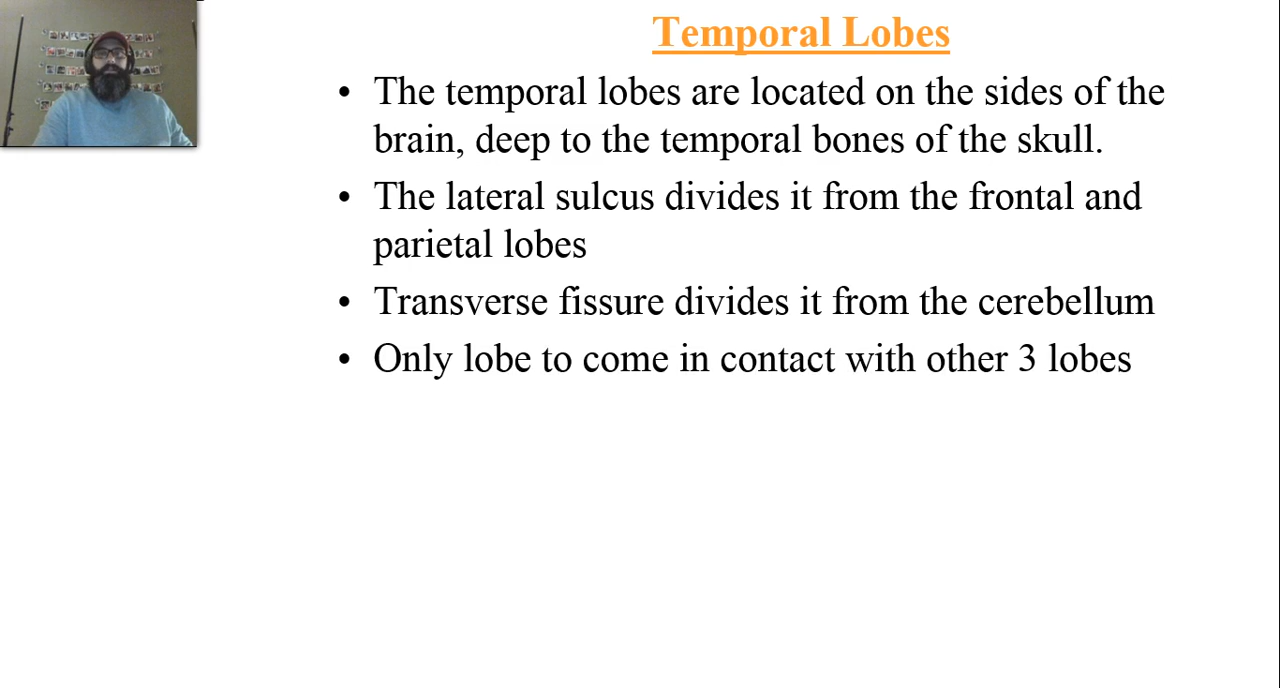 Temporal Lobes
• The temporal lobes are located on the sides of the
brain, deep to the temporal bones of the skull.
• The lateral sulcus divides it from the frontal and
parietal lobes
• Transverse fissure divides it from the cerebellum
• Only lobe to come in contact with other 3 lobes